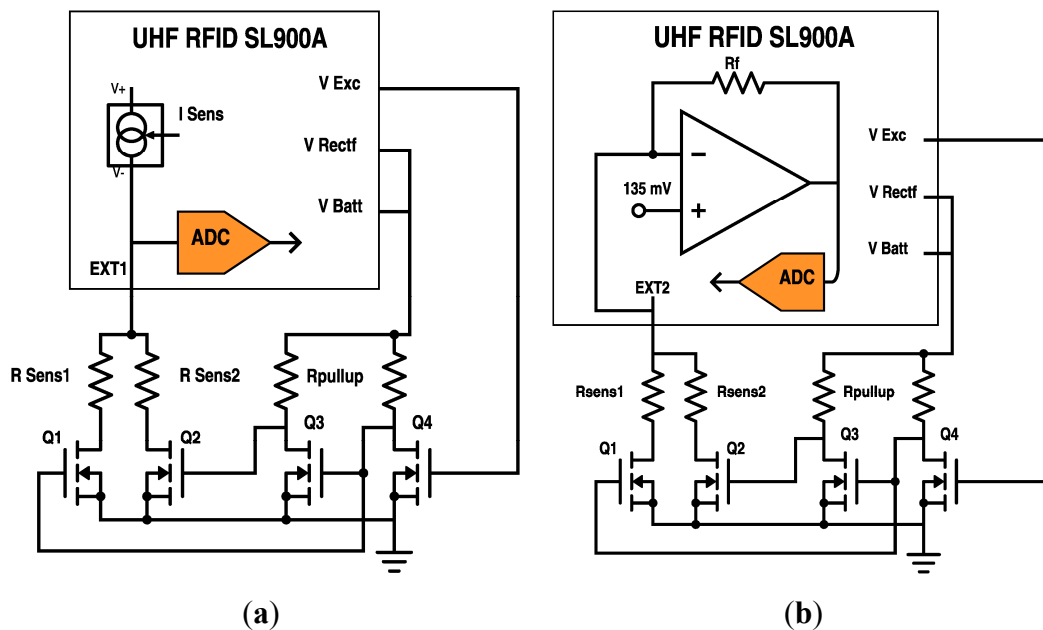 UHF RFID SL900A
V+
I Sens
V-
V Exc
V Rectf
V Batt
ADC
EXT1
R Sens1
R Sens2
Rpullup
Q1
Q2
Q3
Q4
(a)
UHF RFID SL900A
Rf
135 mV
V Exc
V Rectf
V Batt
ADC
EXT2
Rsens1
Rsens2
Rpullup
Q1
Q2
Q3
Q4
(b)